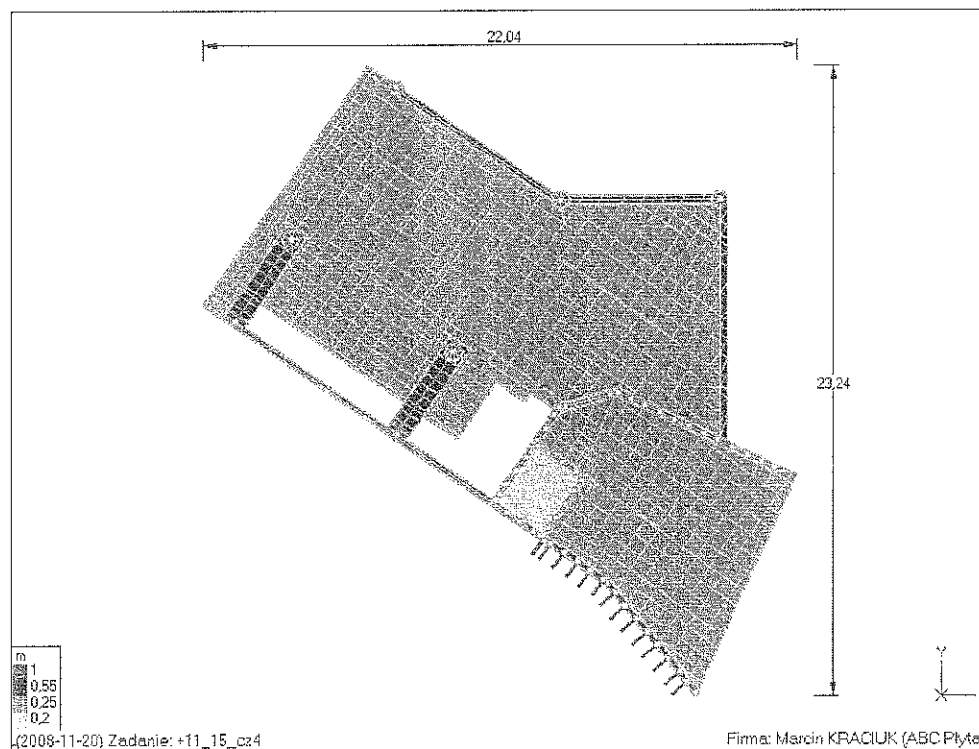 22,04
23,24
m
1
0,55
0,25
0,2
Y
X
(2008-11-20) Zadanie: +11_15_cz4
Firma: Marcin KRACIUK (ABC Płyta